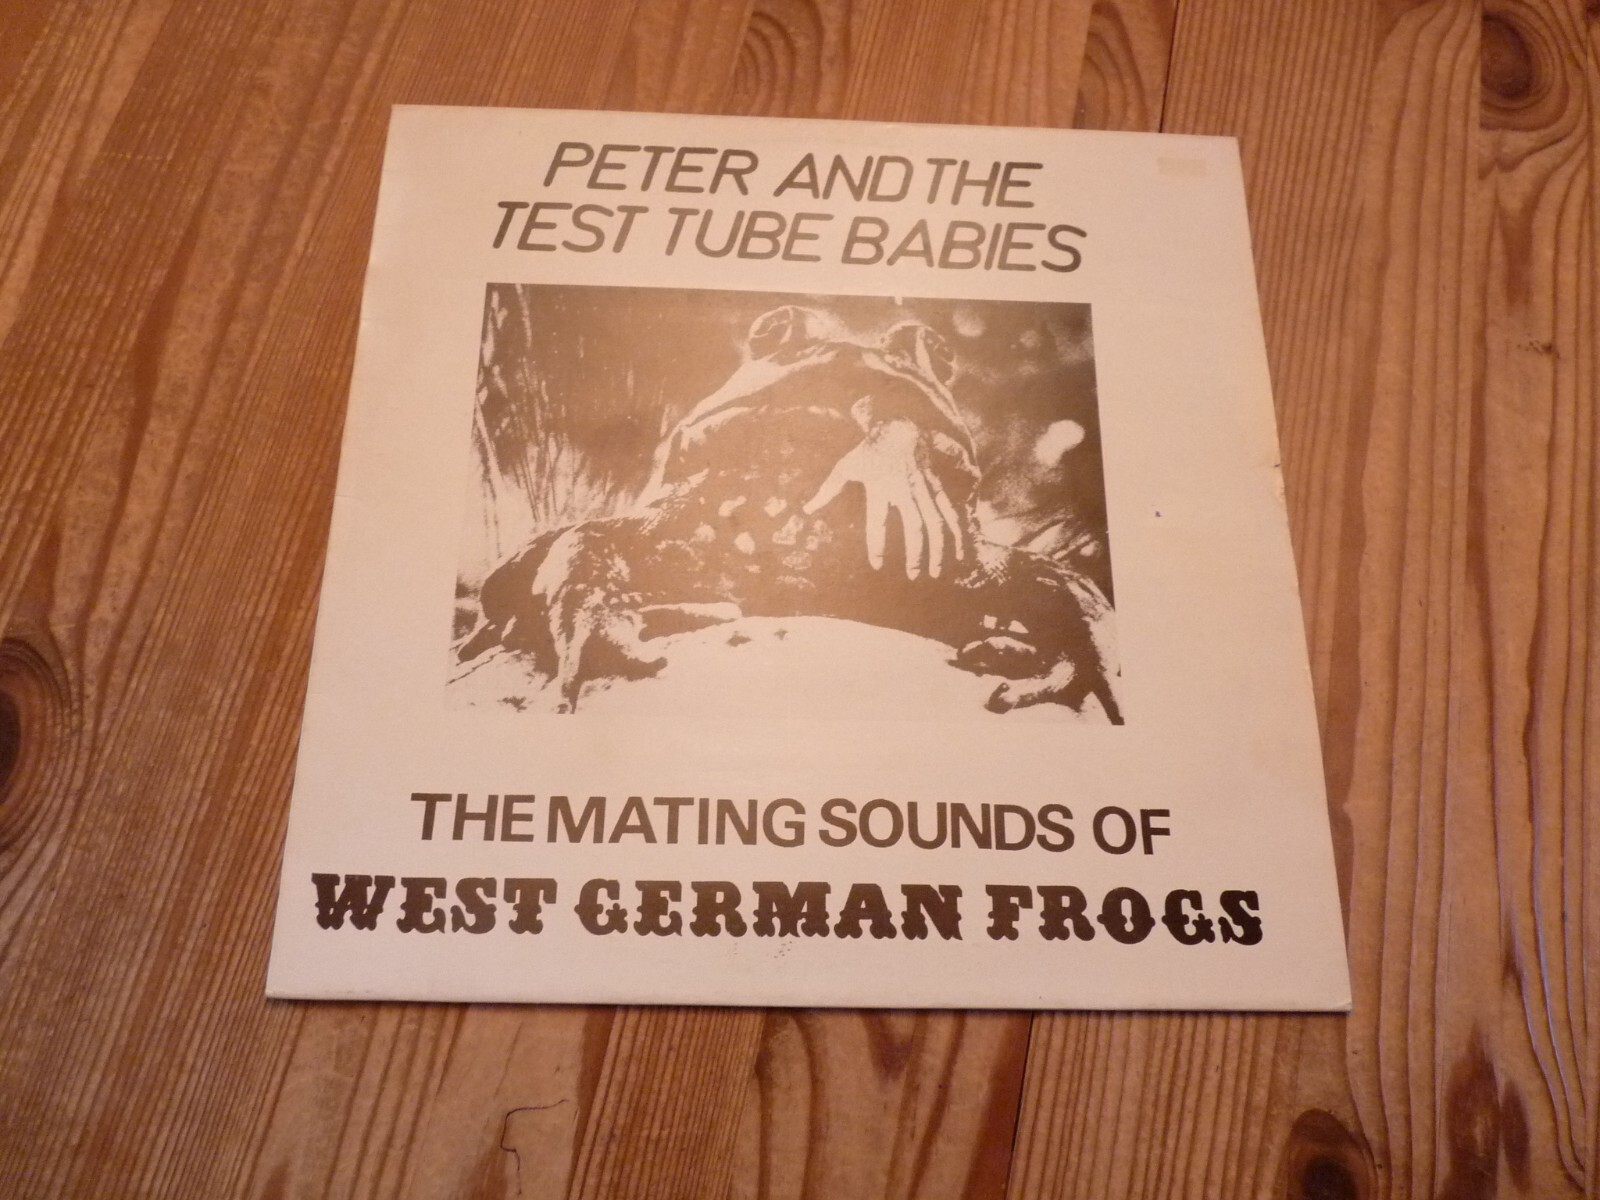 PETER AND THE
TEST TUBE BABIES
THE MATING SOUNDS OF
WEST GERMAN FROGS